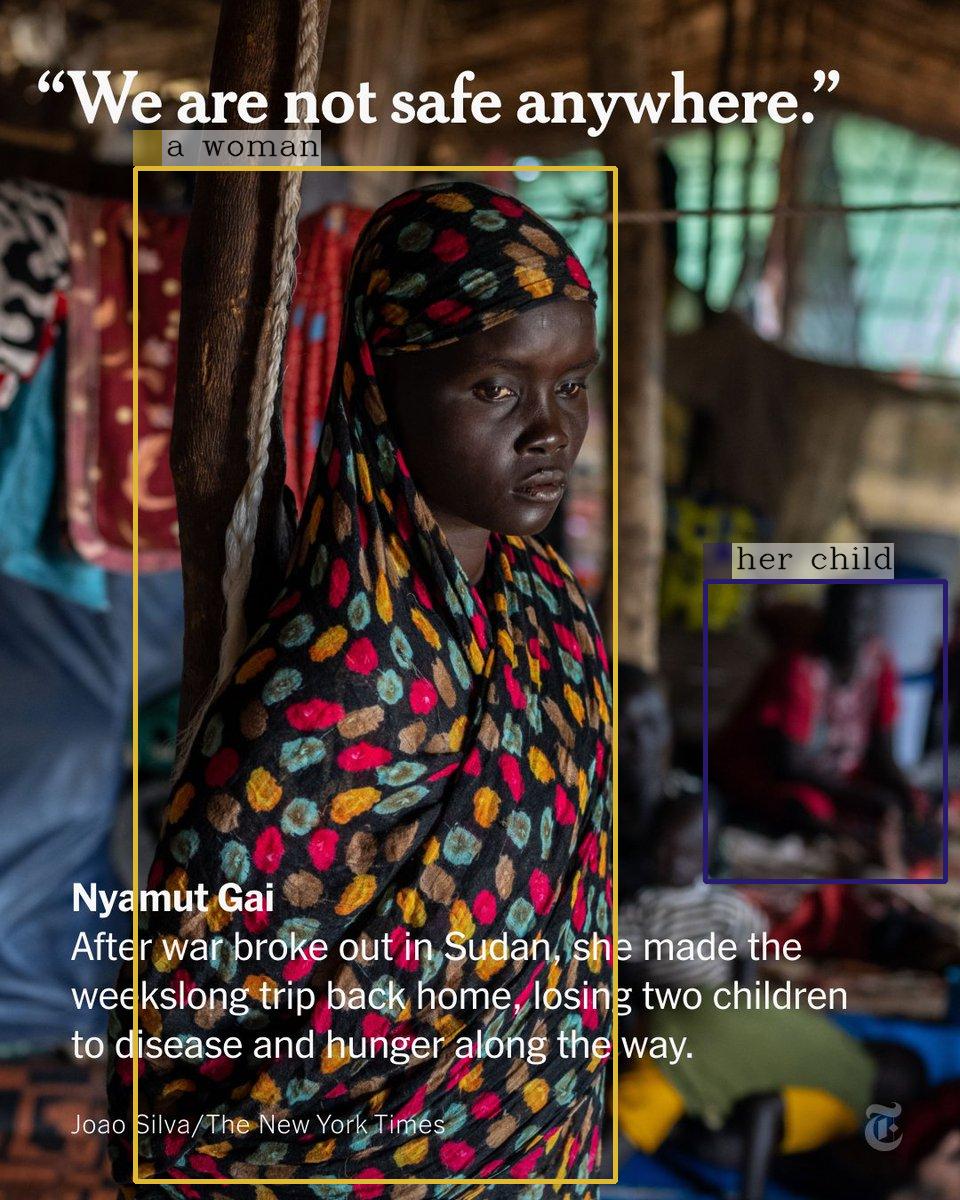 “We are not safe anywhere.”
a woman
her child
Nyamut Gai
After war broke out in Sudan, she made the
weekslong trip back home, losing two children
to disease and hunger along the way.
Joao Silva/The New York Times
T